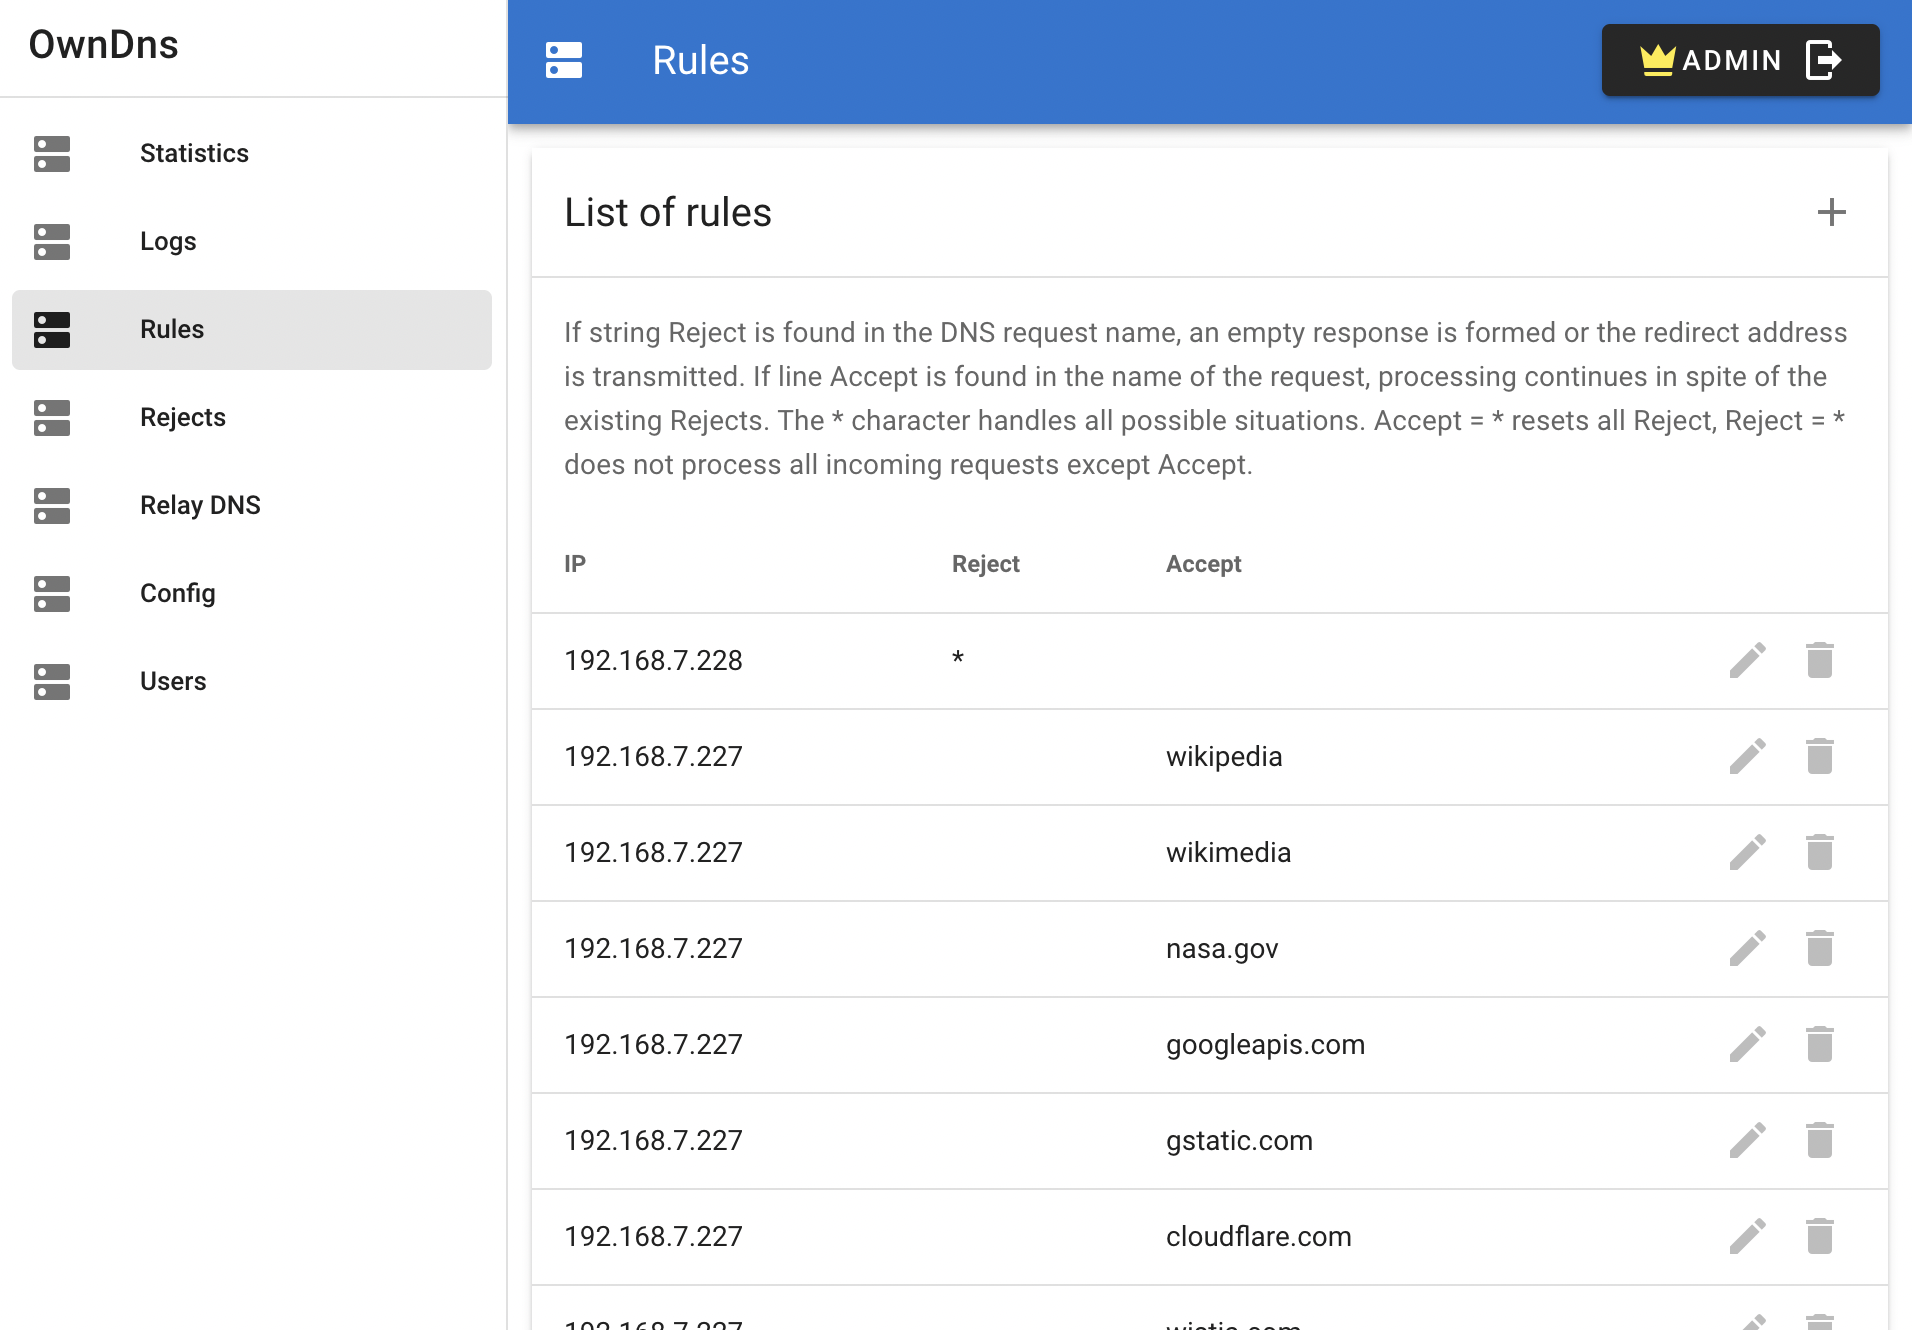 OwnDns
Rules
ADMIN
Statistics
Logs
Rules
Rejects
Relay DNS
Config
Users
List of rules
If string Reject is found in the DNS request name, an empty response is formed or the redirect address
is transmitted. If line Accept is found in the name of the request, processing continues in spite of the
existing Rejects. The * character handles all possible situations. Accept = * resets all Reject, Reject = *
does not process all incoming requests except Accept.
IP Reject Accept
192.168.7.228 *
192.168.7.227 wikipedia
192.168.7.227 wikimedia
192.168.7.227 nasa.gov
192.168.7.227 googleapis.com
192.168.7.227 gstatic.com
192.168.7.227 cloudflare.com
192.168.7.227